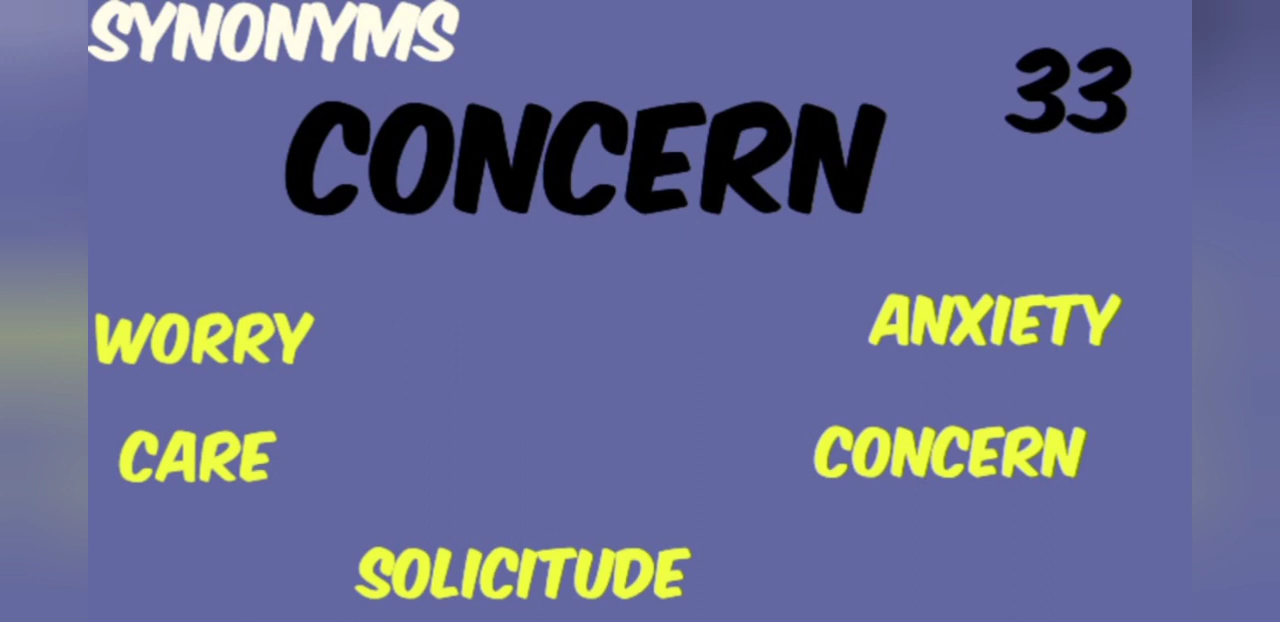 SYNONYMS
33
CONCERN
WORRY
ANXIETY
CARE
CONCERN
SOLICITUDE